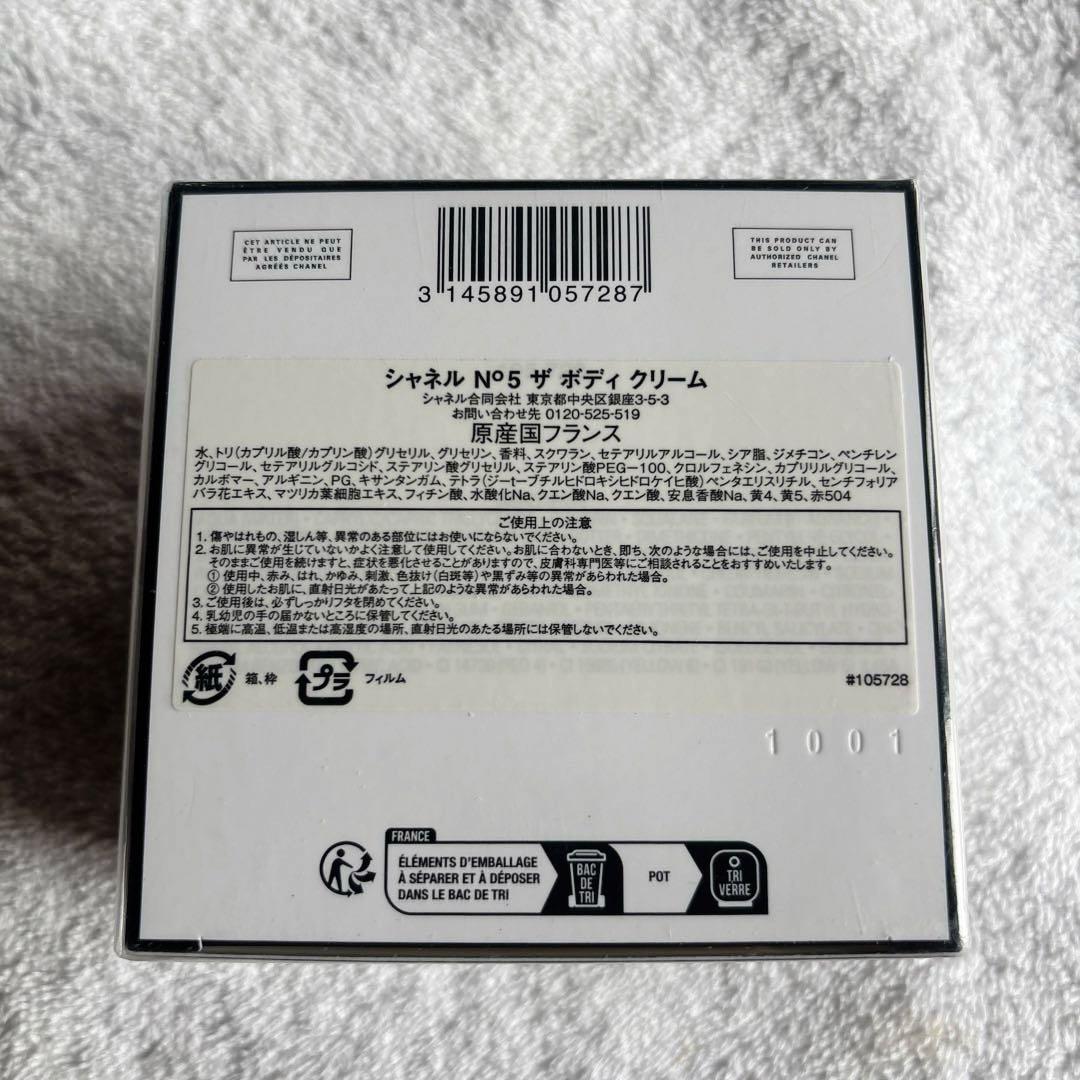 CET ARTICLE NE PEUT
ÊTRE VENDU QUE
PAR LES DÉPOSITAIRES
AGRÉÉS CHANEL
3 145891 057287
THIS PRODUCT CAN
BE SOLD ONLY BY
AUTHORIZED CHANEL
RETAILERS
シャネル Nº5 ザ ボディ クリーム
シャネル合同会社 東京都中央区銀座3-5-3
お問い合わせ先 0120-525-519
原産国フランス
水、トリ(カプリル酸/カプリン酸)グリセリル、グリセリン、香料、スクワラン、セテアリルアルコール、シア脂、ジメチコン、ペンチレン
グリコール、セテアリルグルコシド、ステアリン酸グリセリル、ステアリン酸PEG-100、クロルフェネシン、カプリリルグリコール、
カルボマー、アルギニン、PG、キサンタンガム、テトラ(ジーtーブチルヒドロキシヒドロケイヒ酸)ペンタエリスリチル、センチフォリア
バラ花エキス、マツリカ葉細胞エキス、フィチン酸、水酸化Na、クエン酸Na、クエン酸、安息香酸Na、黄4、黄5、赤504
ご使用上の注意
1. 傷やはれもの、湿しん等、異常のある部位にはお使いにならないでください。
2. お肌に異常が生じていないかよく注意して使用してください。お肌に合わないとき、即ち、次のような場合には、ご使用を中止してください。
そのままご使用を続けますと、症状を悪化させることがありますので、皮膚科専門医等にご相談されることをおすすめいたします。
① 使用中、赤み、はれ、かゆみ、刺激、色抜け(白斑等)や黒ずみ等の異常があらわれた場合。
② 使用したお肌に、直射日光があたって上記のような異常があらわれた場合。
3. ご使用後は、必ずしっかりフタを閉めてください。
4. 乳幼児の手の届かないところに保管してください。
5. 極端に高温、低温または高湿度の場所、直射日光のあたる場所には保管しないでください。
紙 箱、枠 プラ フィルム #105728
1001
FRANCE
ÉLÉMENTS D'EMBALLAGE
À SÉPARER ET À DÉPOSER
DANS LE BAC DE TRI
BAC
DE
TRI
POT
TRI
VERRE